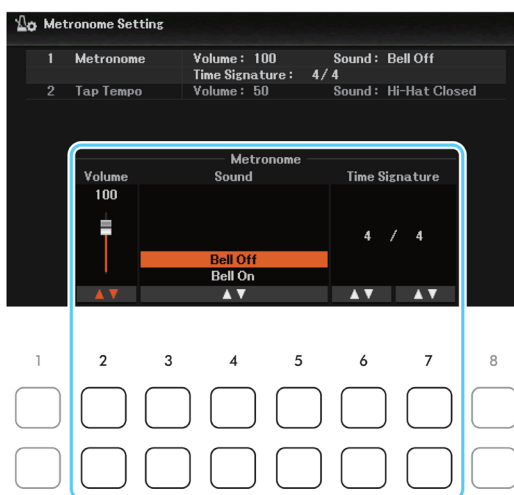 Metronome Setting
1 Metronome Volume : 100 Sound : Bell Off
Time Signature : 4/4
2 Tap Tempo Volume : 50 Sound : Hi-Hat Closed
Metronome
Volume Sound Time Signature
100
4 / 4
Bell Off
Bell On
1 2 3 4 5 6 7 8